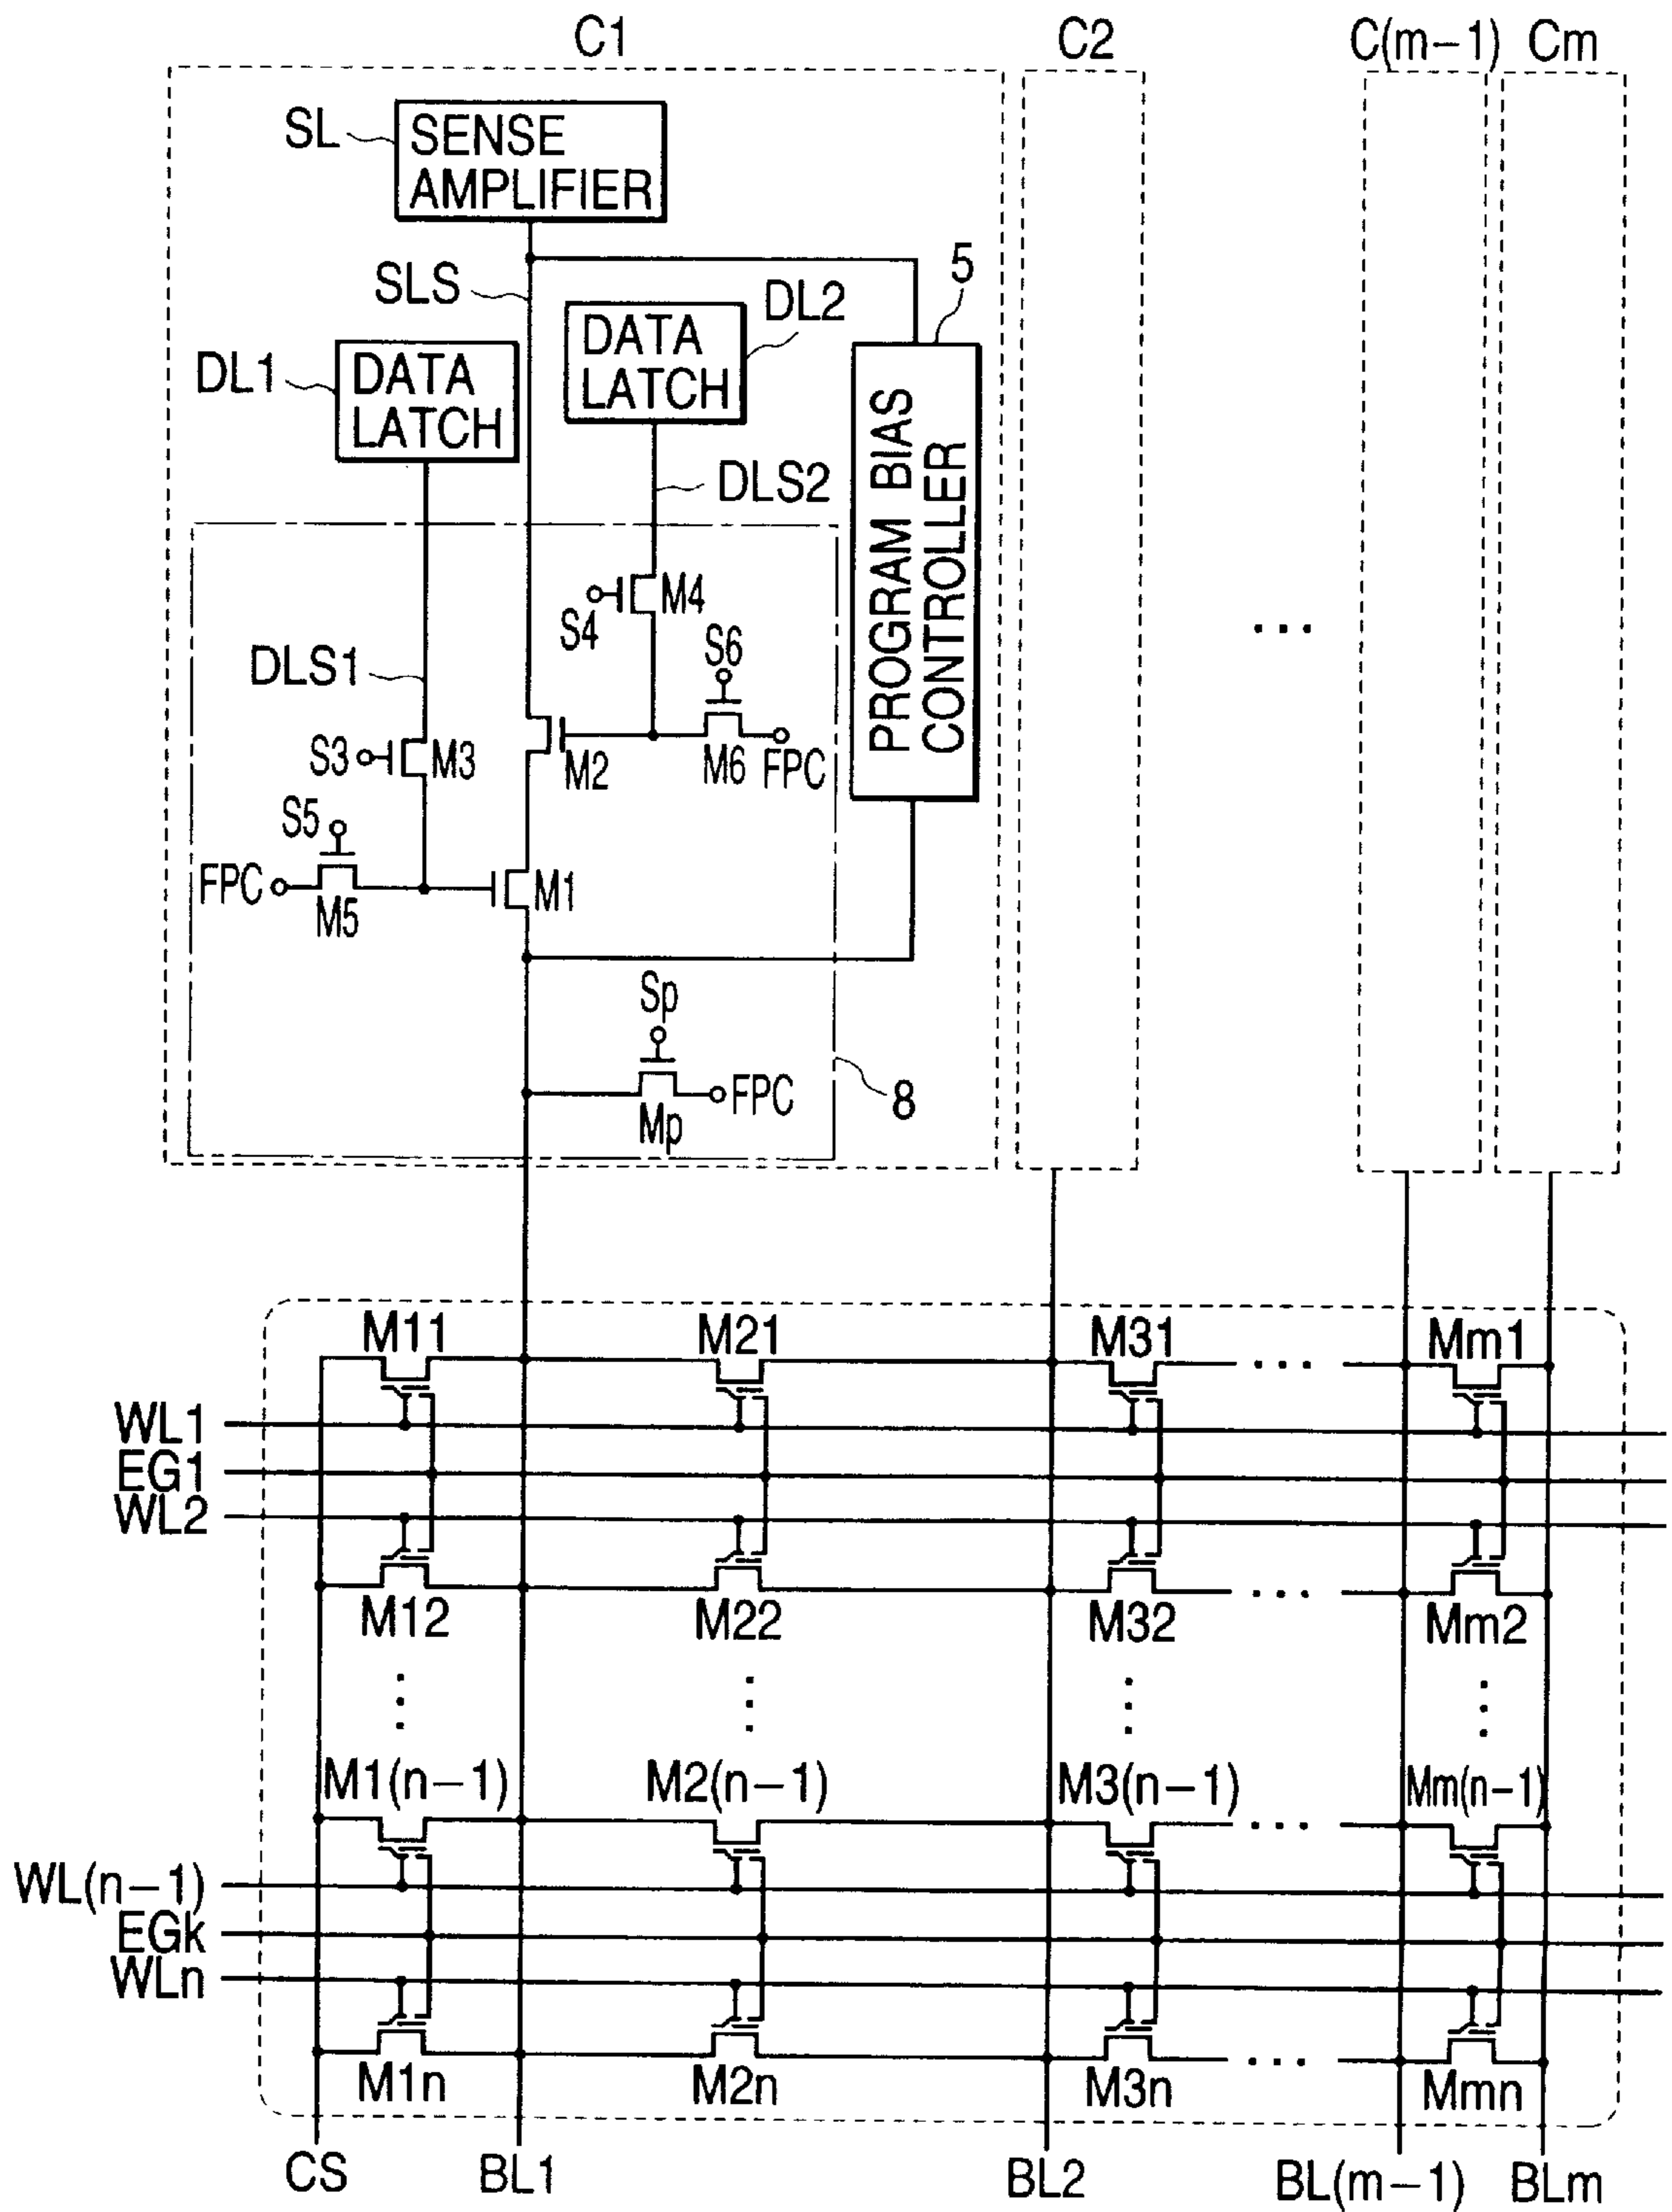 C1
C2
C(m-1)
Cm
SL
SENSE
AMPLIFIER
SLS
5
DL2
DATA
LATCH
DL1
DATA
LATCH
PROGRAM BIAS
CONTROLLER
DLS2
S4
M4
S6
DLS1
S3
M3
M2
M6
FPC
...
S5
FPC
M5
M1
Sp
FPC
Mp
8
M11
M21
M31
...
Mm1
WL1
EG1
WL2
M12
M22
M32
...
Mm2
M1(n-1)
M2(n-1)
M3(n-1)
...
Mm(n-1)
WL(n-1)
EGk
WLn
M1n
M2n
M3n
...
Mmn
CS
BL1
BL2
BL(m-1)
BLm